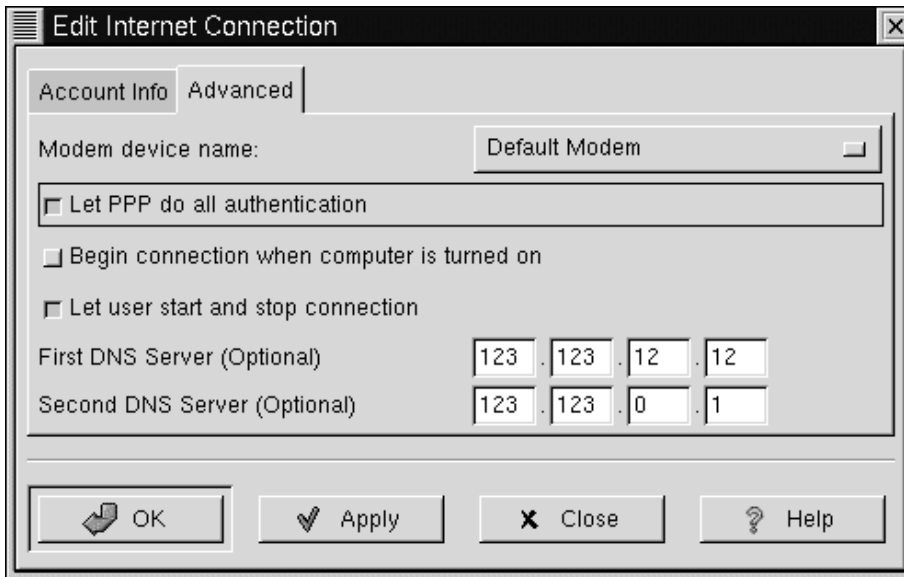 Edit Internet Connection
Account Info Advanced
Modem device name: Default Modem
Let PPP do all authentication
Begin connection when computer is turned on
Let user start and stop connection
First DNS Server (Optional) 123 . 123 . 12 . 12
Second DNS Server (Optional) 123 . 123 . 0 . 1
OK Apply Close Help